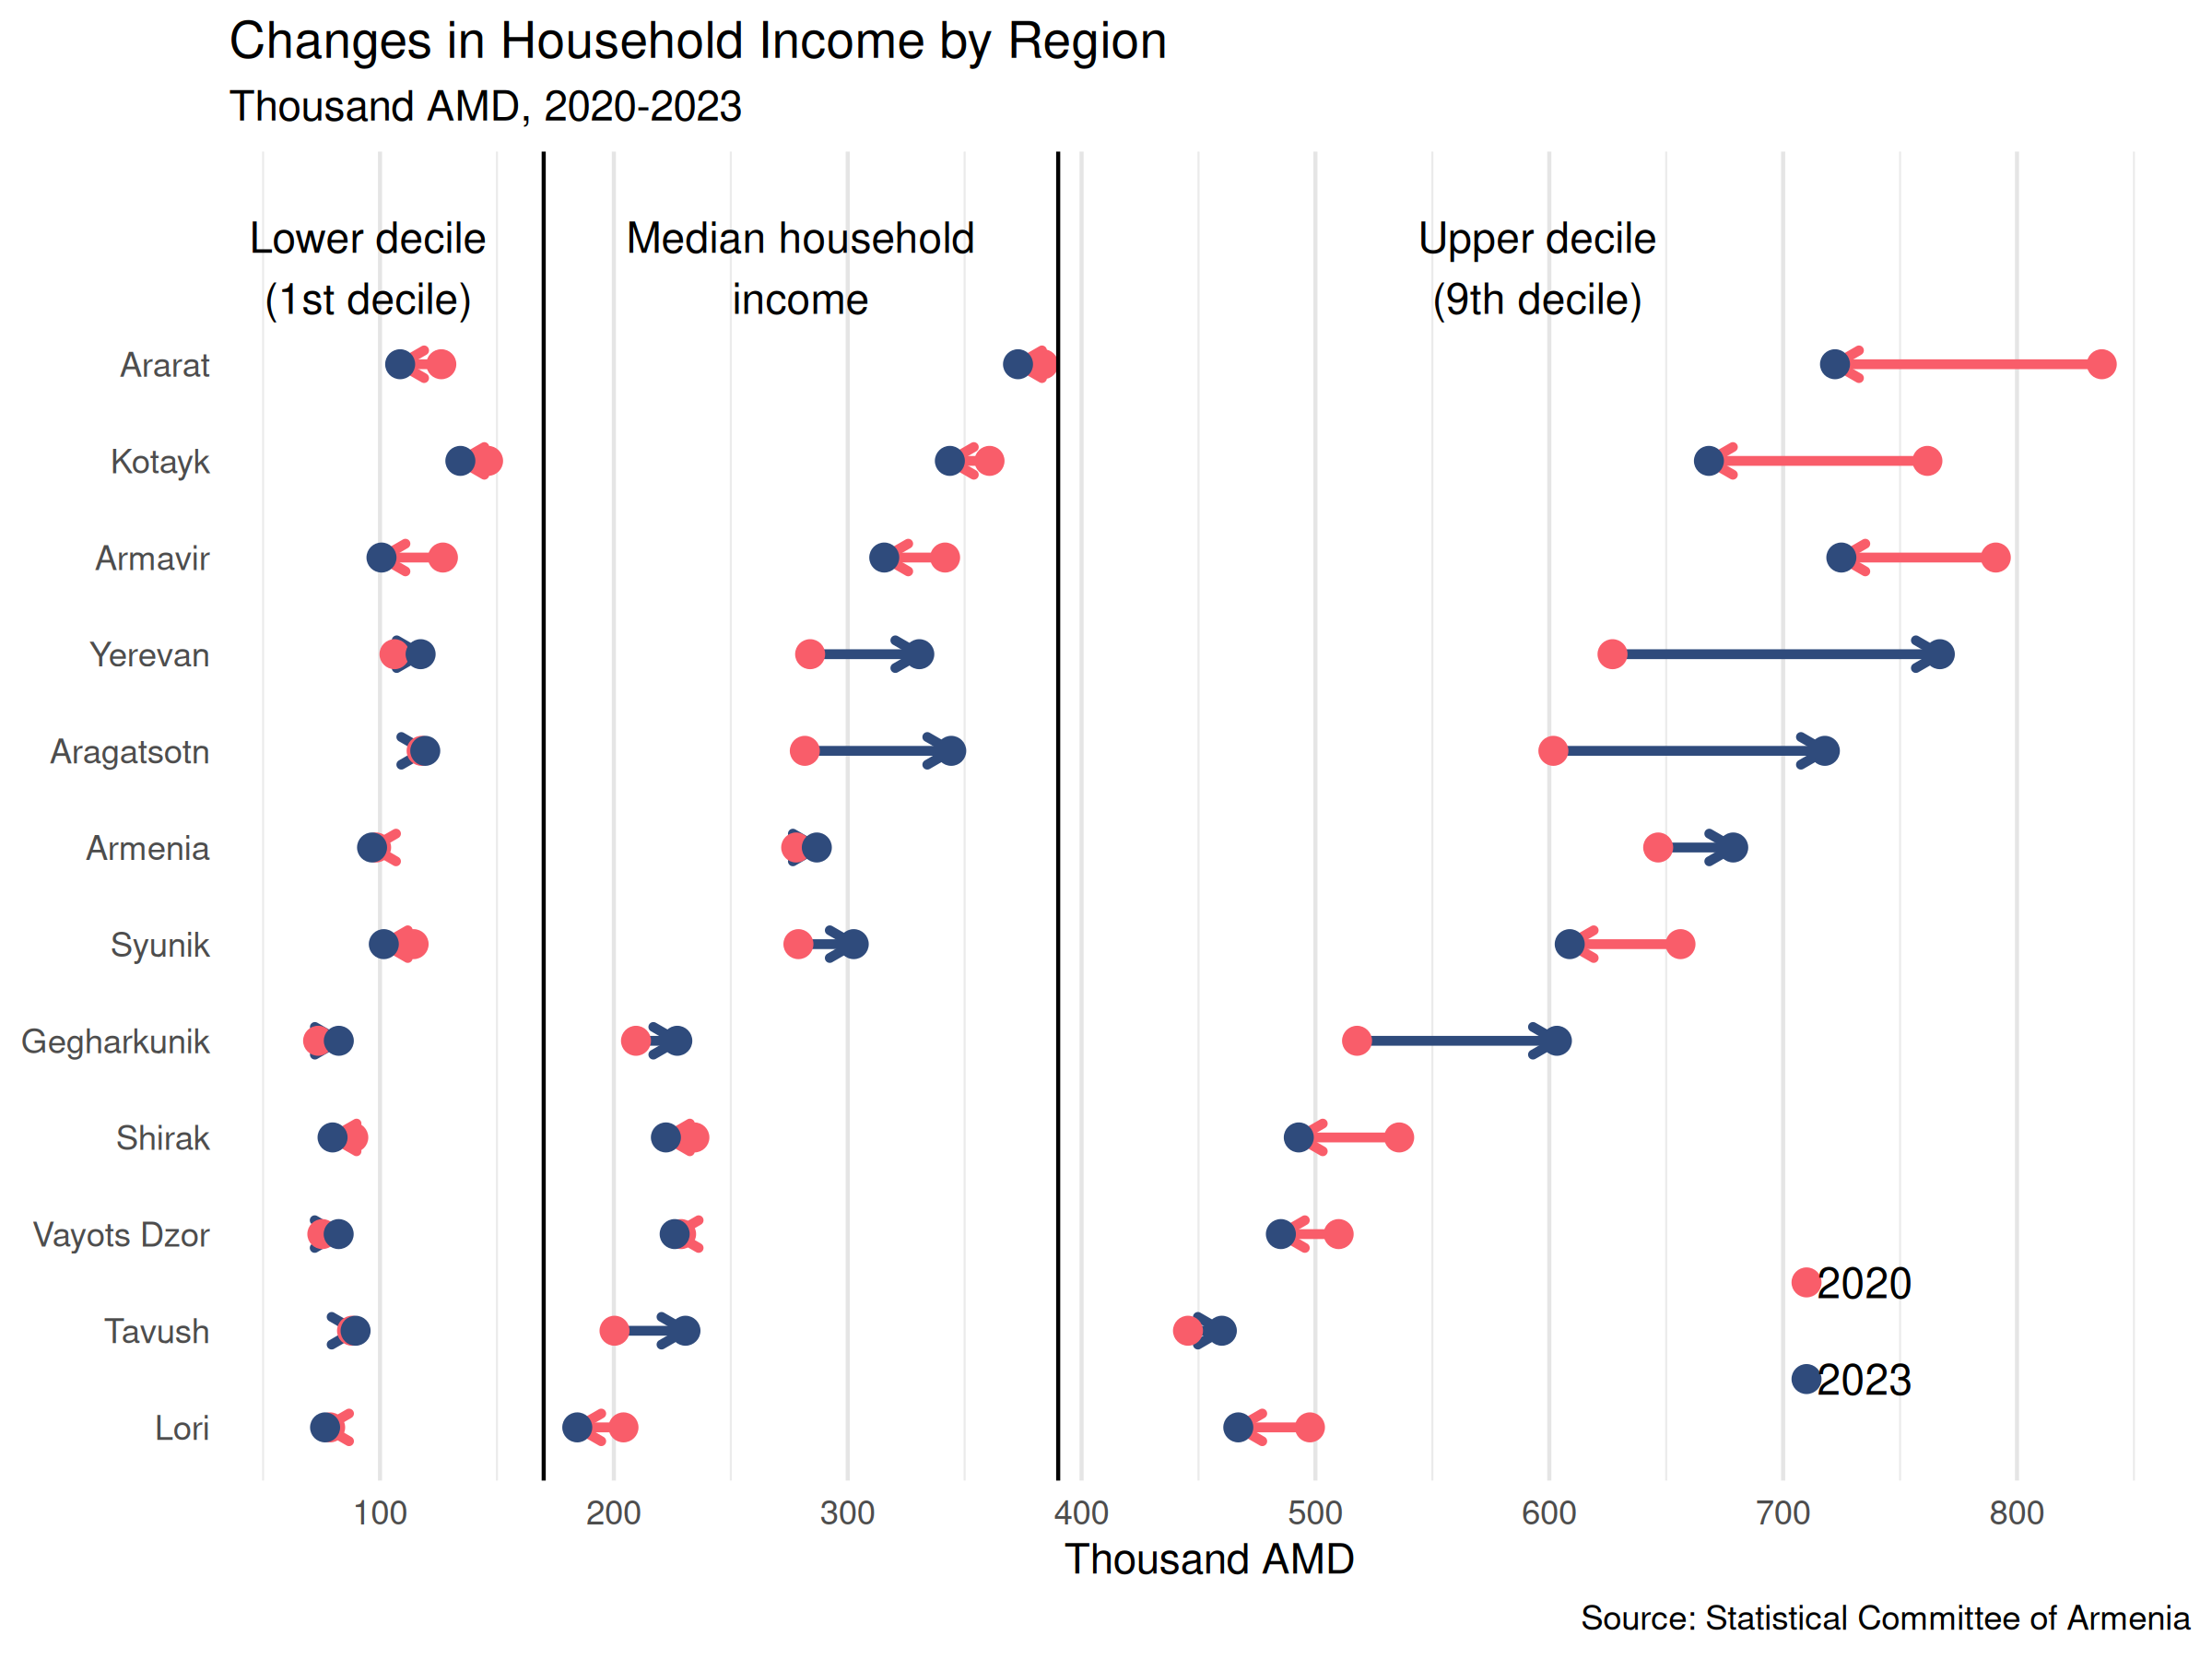 Changes in Household Income by Region
Thousand AMD, 2020-2023
Lower decile
(1st decile)
Median household
income
Upper decile
(9th decile)
Ararat
Kotayk
Armavir
Yerevan
Aragatsotn
Armenia
Syunik
Gegharkunik
Shirak
Vayots Dzor
Tavush
Lori
2020
2023
100 200 300 400 500 600 700 800
Thousand AMD
Source: Statistical Committee of Armenia